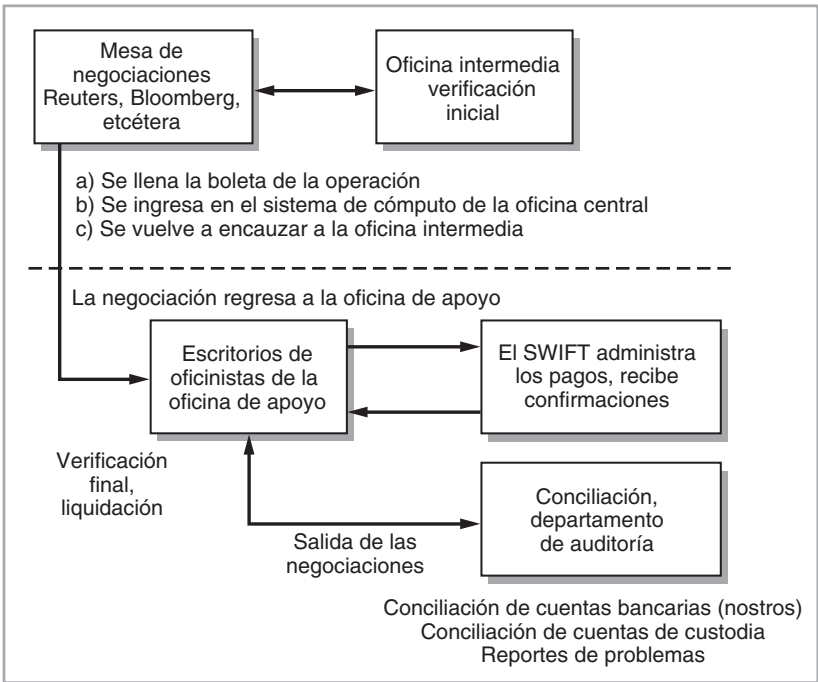 Mesa de
negociaciones
Reuters, Bloomberg,
etcétera
Oficina intermedia
verificación
inicial
a) Se llena la boleta de la operación
b) Se ingresa en el sistema de cómputo de la oficina central
c) Se vuelve a encauzar a la oficina intermedia
La negociación regresa a la oficina de apoyo
Escritorios de
oficinistas de la
oficina de apoyo
El SWIFT administra
los pagos, recibe
confirmaciones
Verificación
final,
liquidación
Salida de las
negociaciones
Conciliación,
departamento
de auditoría
Conciliación de cuentas bancarias (nostros)
Conciliación de cuentas de custodia
Reportes de problemas